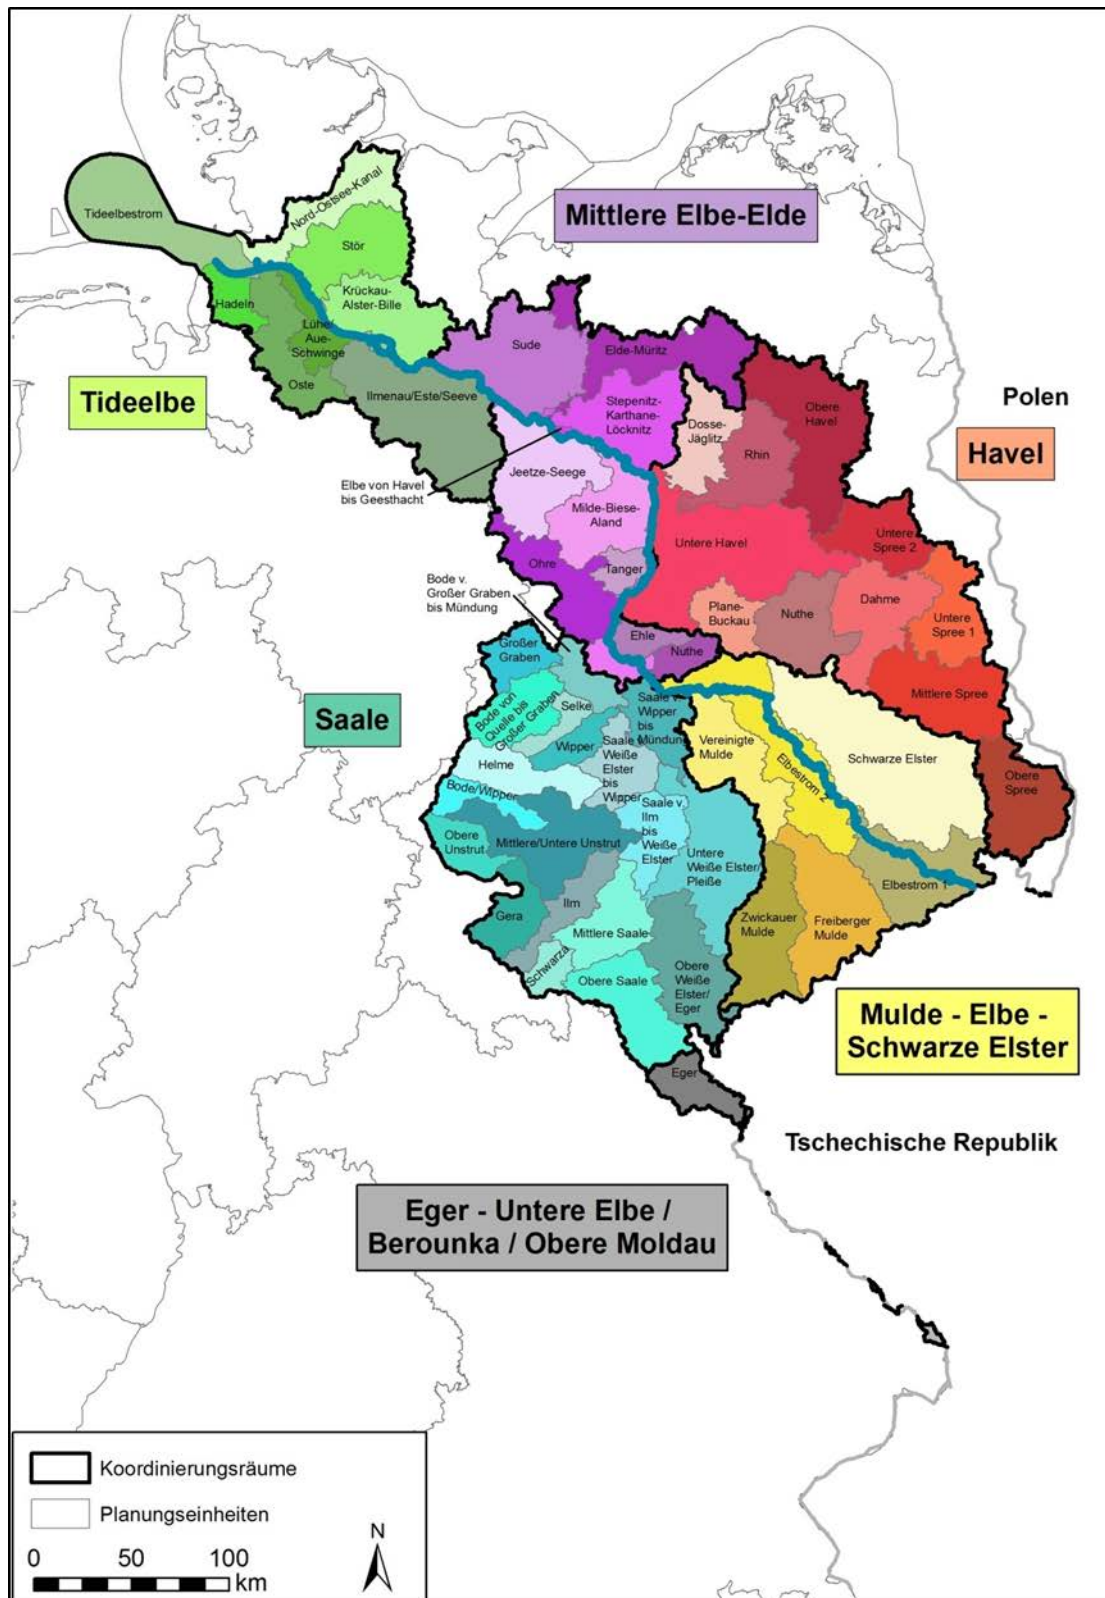 Tideelbestrom
Nord-Ostsee-Kanal
Stör
Mittlere Elbe-Elde
Hadeln
Krückau-
Alster-Bille
Lühe/
Aue-
Schwinge
Oste
Tideelbe
Ilmenau/Este/Seeve
Sude
Elde-Müritz
Stepenitz-
Karthane-
Löcknitz
Dosse-
Jäglitz
Obere
Havel
Rhin
Polen
Havel
Elbe von Havel
bis Geesthacht
Jeetze-Seege
Milde-Biese-
Aland
Untere Havel
Untere
Spree 2
Ohre
Tanger
Bode v.
Großer Graben
bis Mündung
Plane-
Buckau
Nuthe
Dahme
Untere
Spree 1
Ehle
Nuthe
Mittlere Spree
Großer
Graben
Saale
Bode von
Quelle bis
Großer Graben
Selke
Saale v.
Wipper
bis
Mündung
Wipper
Saale v.
Weiße
Elster
bis
Wipper
Vereinigte
Mulde
Elbestrom 2
Schwarze Elster
Obere
Spree
Helme
Bode/Wipper
Saale v.
Ilm
bis
Weiße
Elster
Obere
Unstrut
Mittlere/Untere Unstrut
Untere
Weiße Elster/
Pleiße
Elbestrom 1
Ilm
Gera
Mittlere Saale
Zwickauer
Mulde
Freiberger
Mulde
Schwarza
Obere Saale
Obere
Weiße
Elster/
Eger
Mulde - Elbe -
Schwarze Elster
Eger
Tschechische Republik
Eger - Untere Elbe /
Berounka / Obere Moldau
Koordinierungsräume
Planungseinheiten
N
0 50 100
km